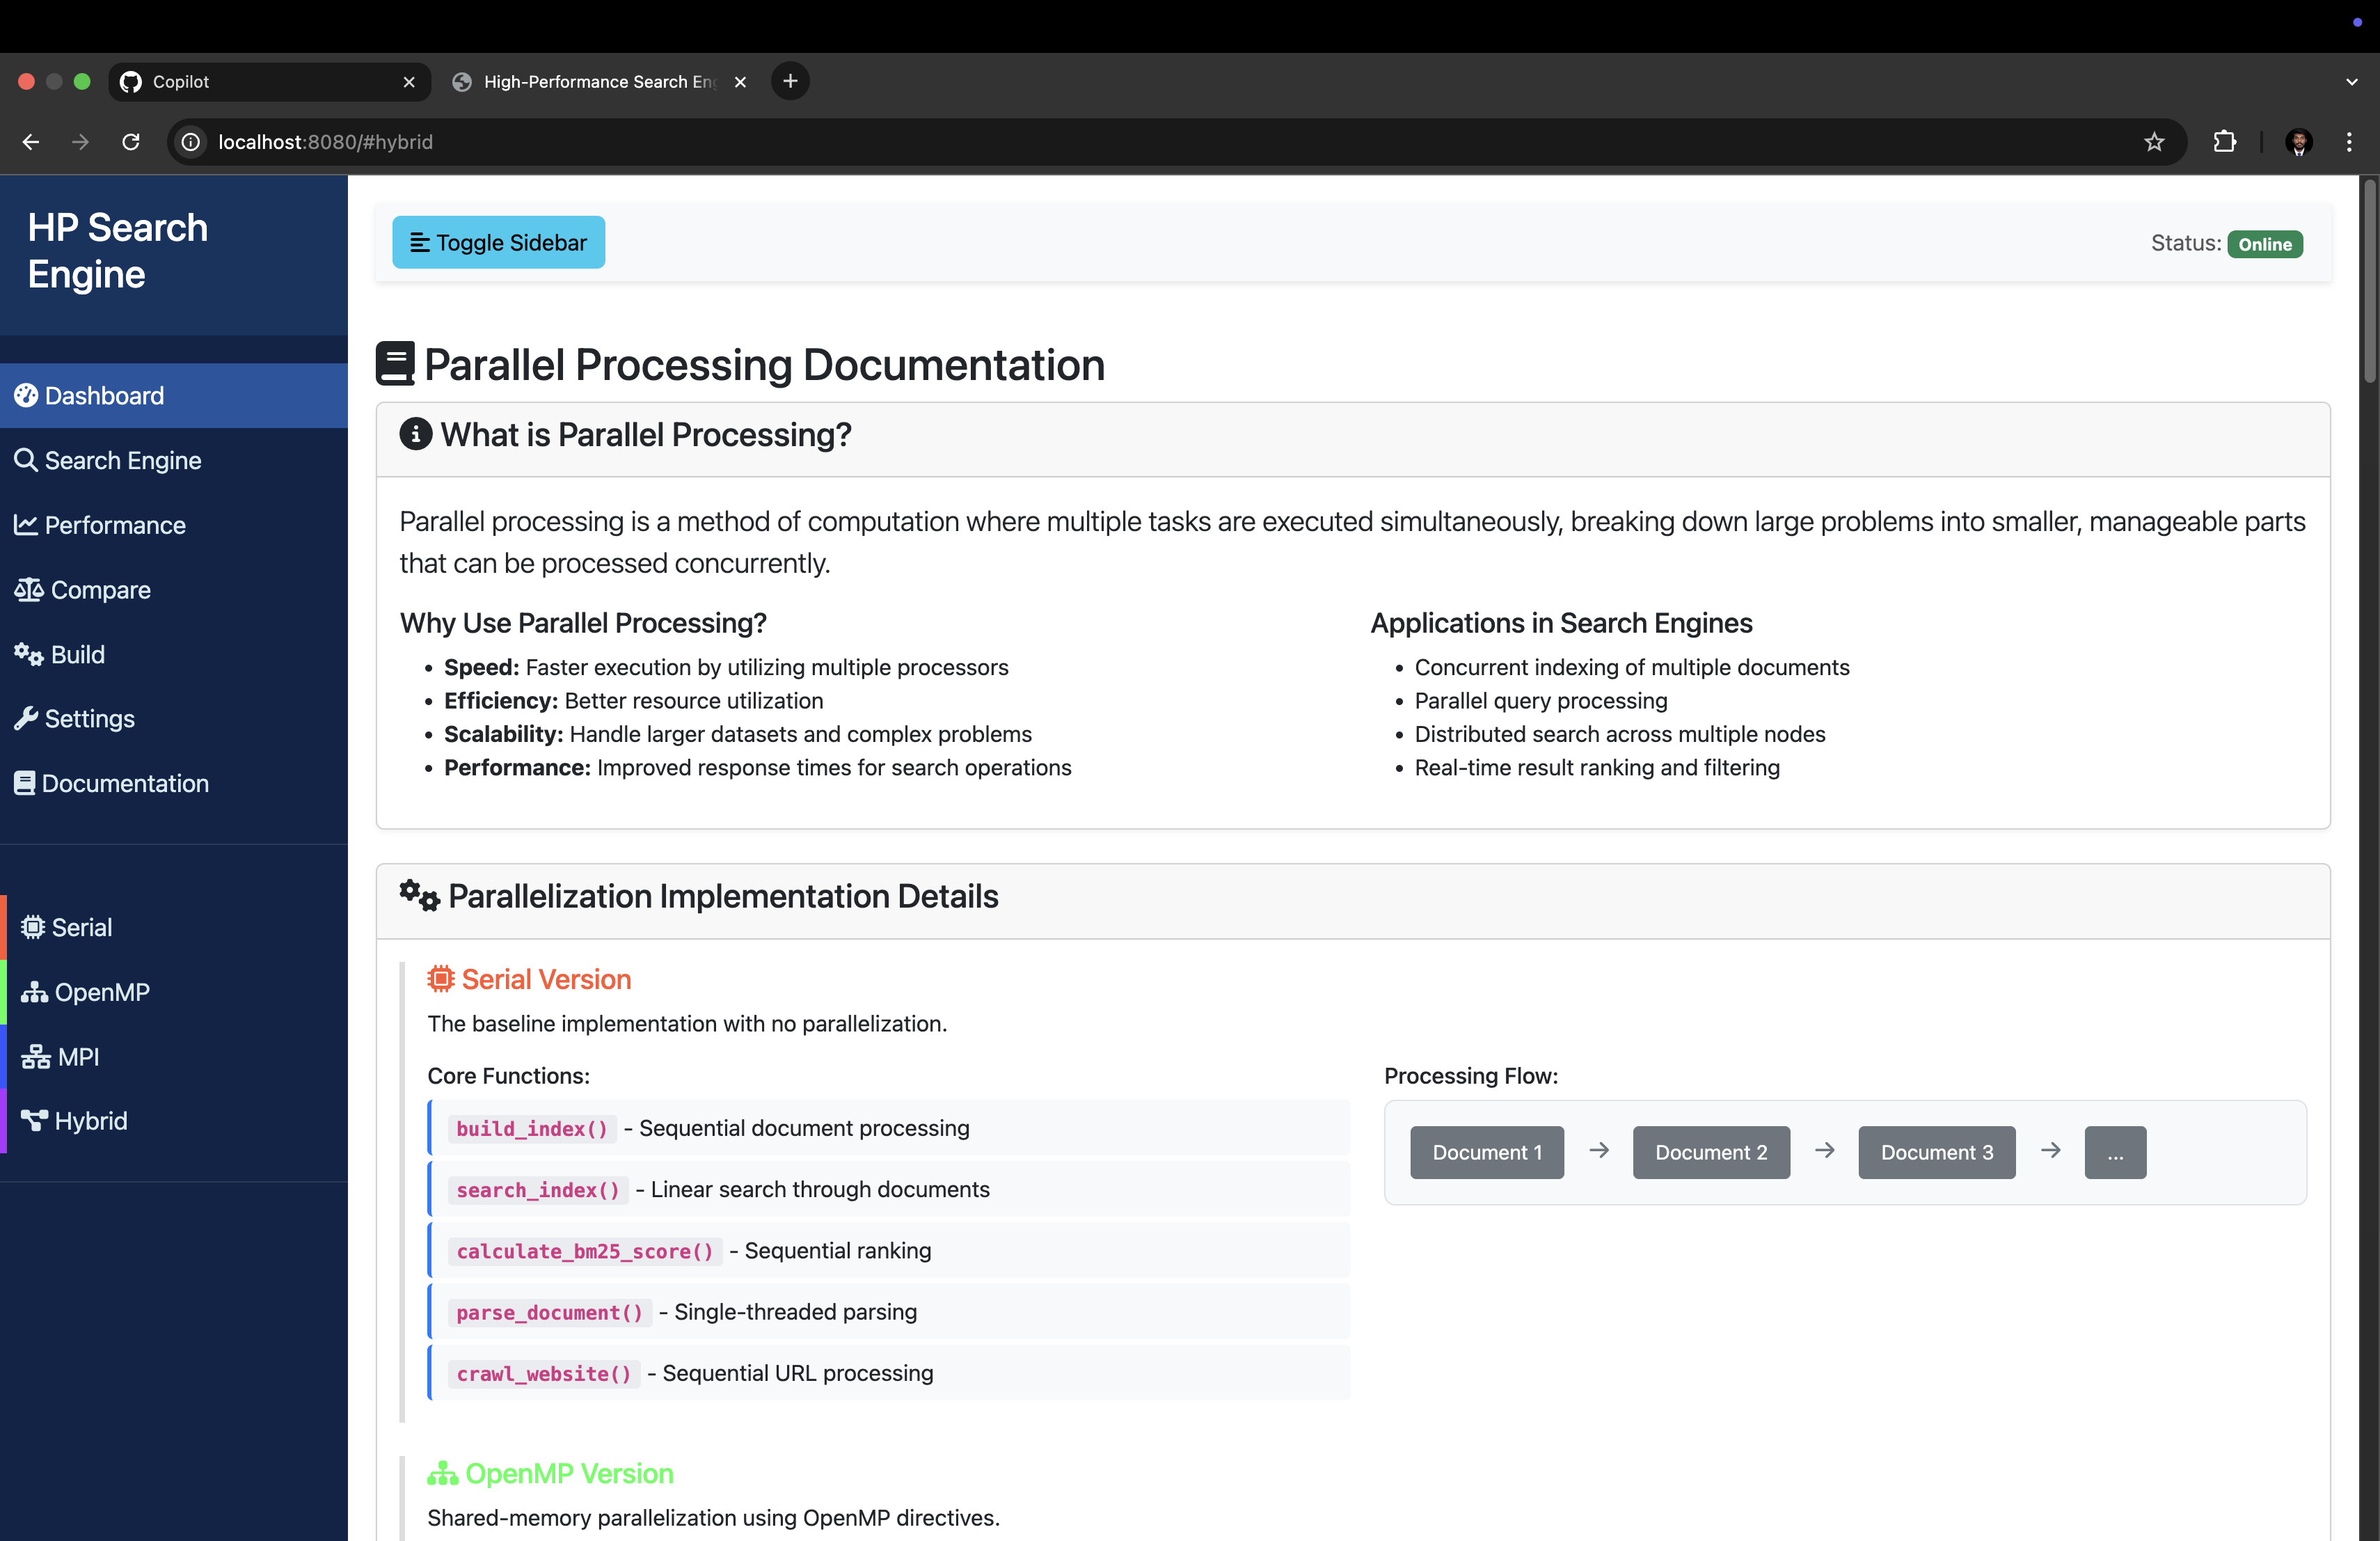 Copilot
High-Performance Search Eng
localhost:8080/#hybrid
HP Search
Engine
Dashboard
Search Engine
Performance
Compare
Build
Settings
Documentation
Serial
OpenMP
MPI
Hybrid
Toggle Sidebar
Status: Online
Parallel Processing Documentation
What is Parallel Processing?
Parallel processing is a method of computation where multiple tasks are executed simultaneously, breaking down large problems into smaller, manageable parts
that can be processed concurrently.
Why Use Parallel Processing?
• Speed: Faster execution by utilizing multiple processors
• Efficiency: Better resource utilization
• Scalability: Handle larger datasets and complex problems
• Performance: Improved response times for search operations
Applications in Search Engines
• Concurrent indexing of multiple documents
• Parallel query processing
• Distributed search across multiple nodes
• Real-time result ranking and filtering
Parallelization Implementation Details
Serial Version
The baseline implementation with no parallelization.
Core Functions:
build_index() - Sequential document processing
search_index() - Linear search through documents
calculate_bm25_score() - Sequential ranking
parse_document() - Single-threaded parsing
crawl_website() - Sequential URL processing
Processing Flow:
Document 1 → Document 2 → Document 3 → ...
OpenMP Version
Shared-memory parallelization using OpenMP directives.